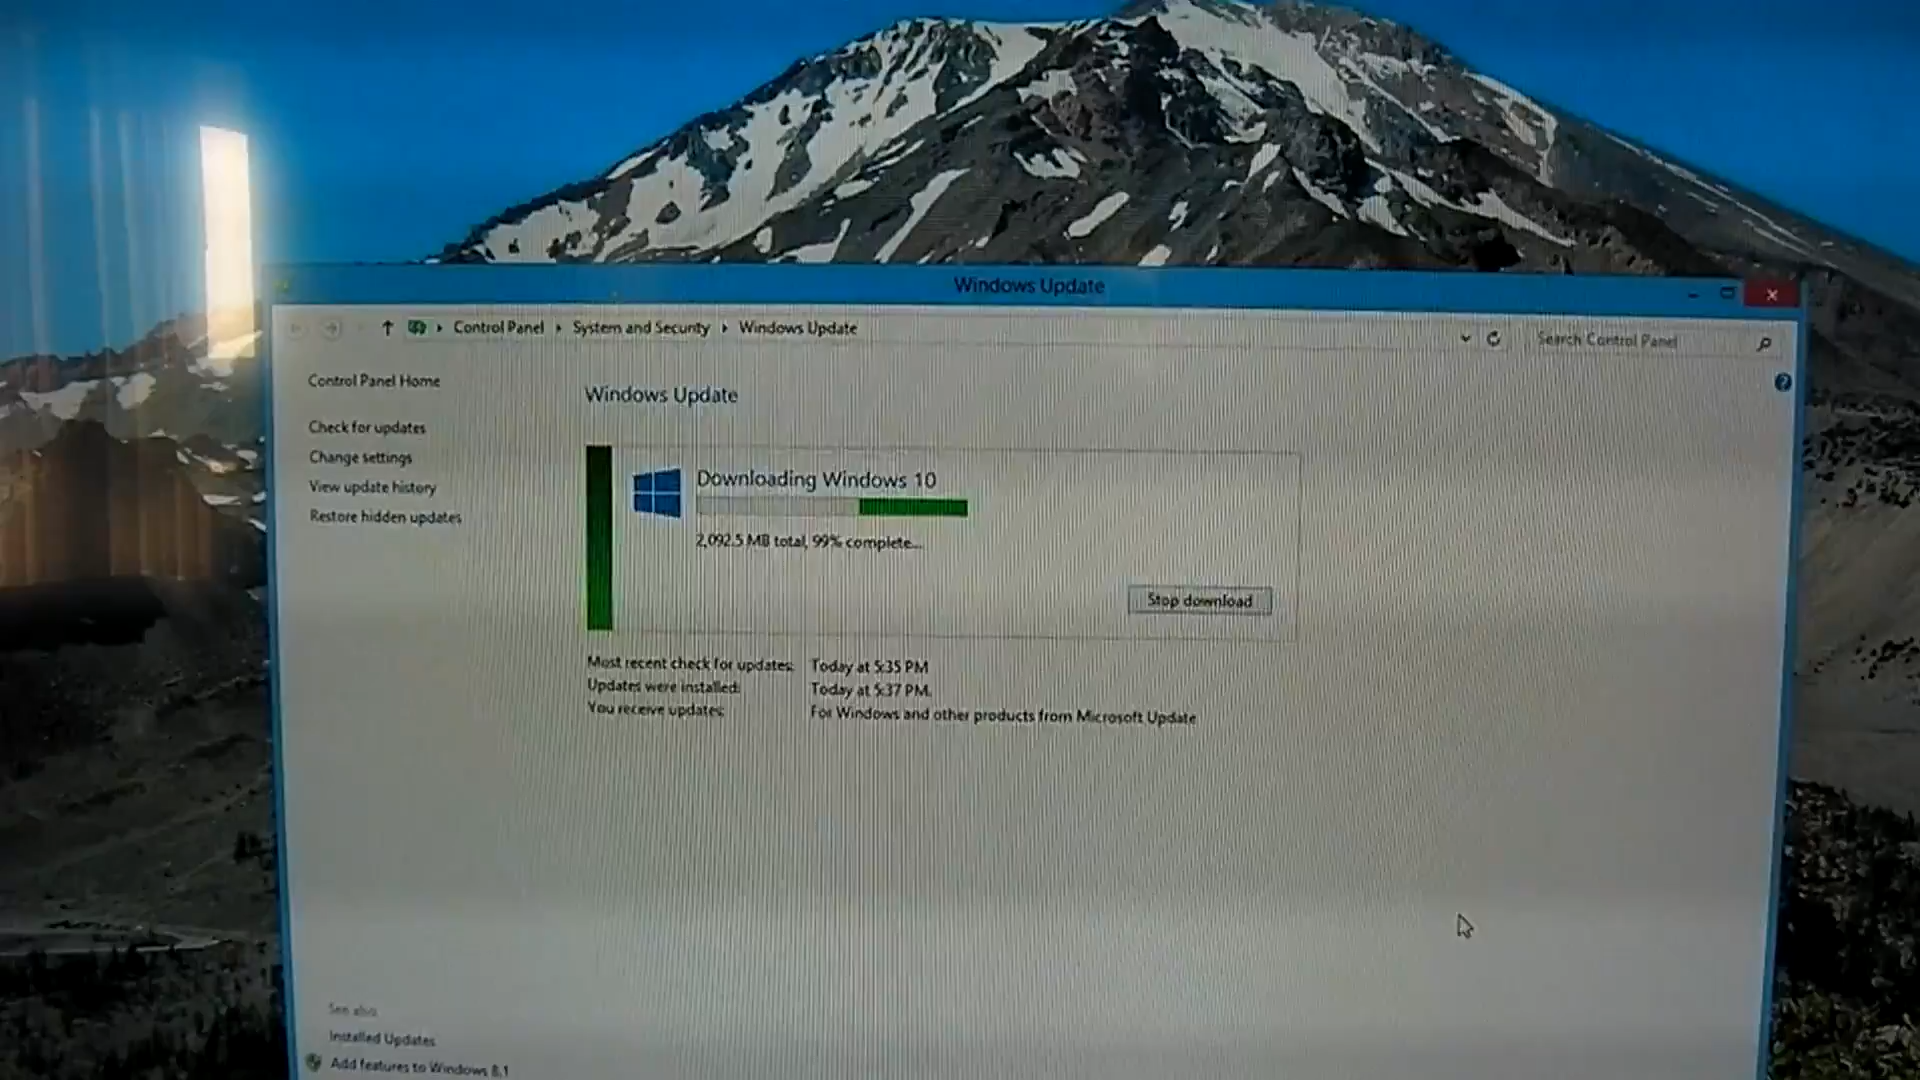 Windows Update
Control Panel
System and Security
Windows Update
Search Control Panel
Control Panel Home
Check for updates
Change settings
View update history
Restore hidden updates
Windows Update
Downloading Windows 10
2,092.5 MB total, 99% complete...
Stop download
Most recent check for updates: Today at 5:35 PM
Updates were installed: Today at 5:37 PM.
You receive updates: For Windows and other products from Microsoft Update
See also
Installed Updates
Add features to Windows 8.1